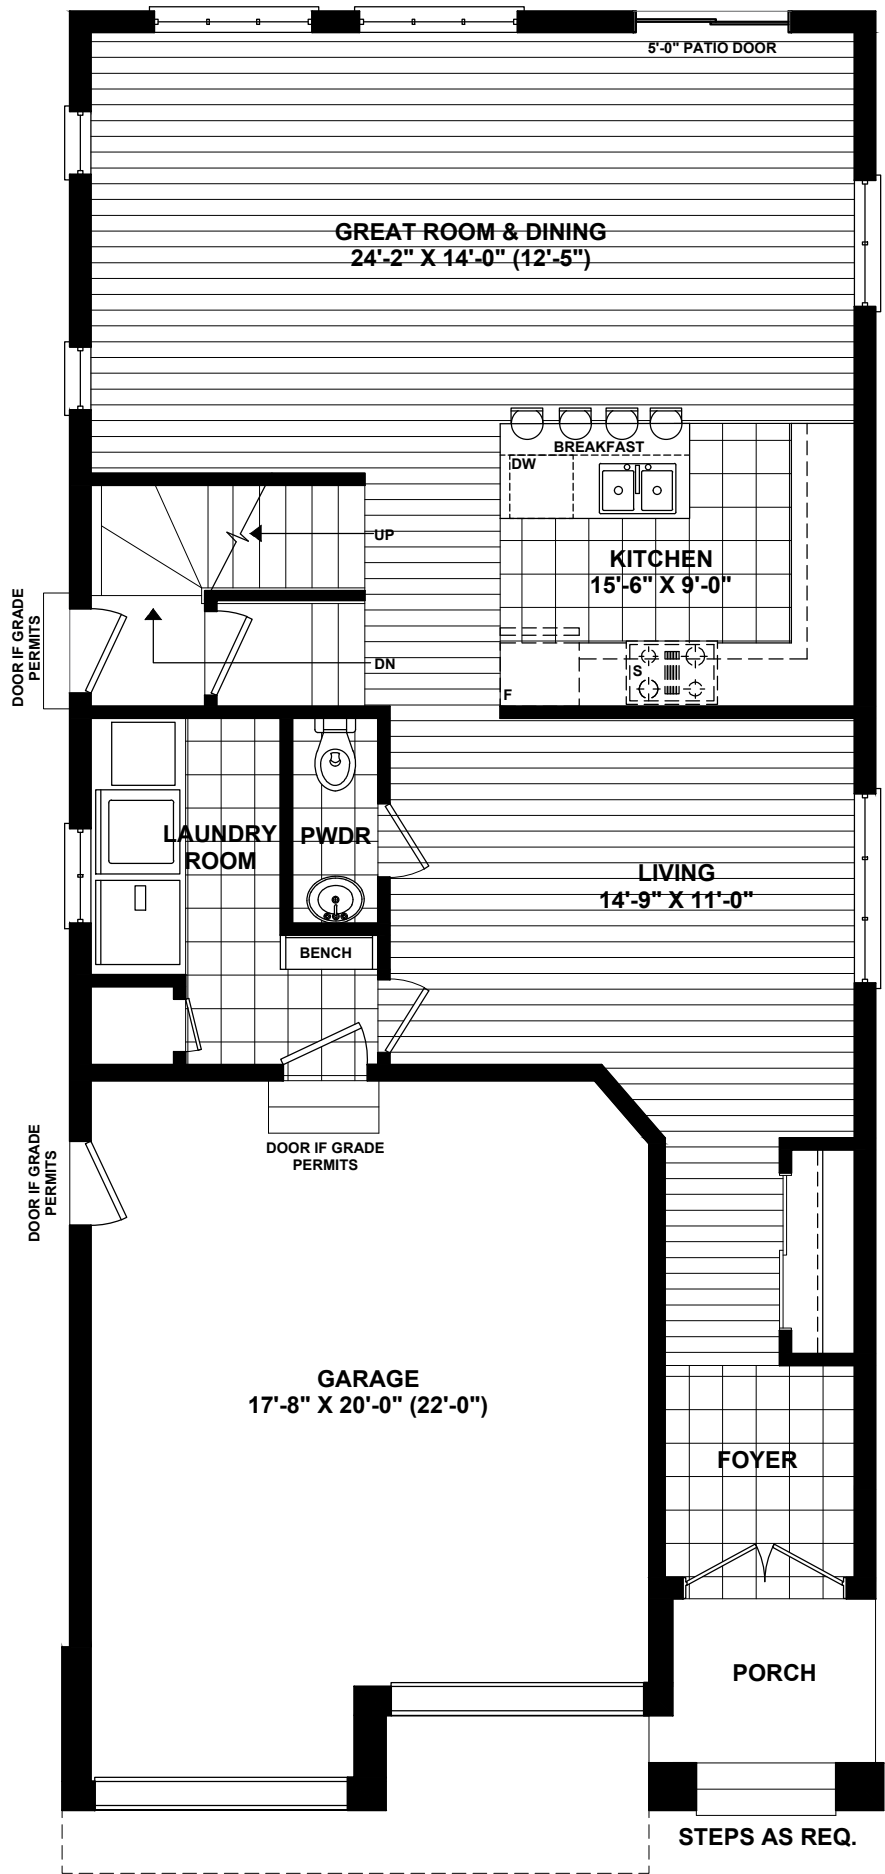 5'-0" PATIO DOOR
GREAT ROOM & DINING
24'-2" X 14'-0" (12'-5")
BREAKFAST
DW
UP
KITCHEN
15'-6" X 9'-0"
DOOR IF GRADE
PERMITS
DN
S
F
LAUNDRY
ROOM
PWDR
LIVING
14'-9" X 11'-0"
BENCH
DOOR IF GRADE
PERMITS
DOOR IF GRADE
PERMITS
GARAGE
17'-8" X 20'-0" (22'-0")
FOYER
PORCH
STEPS AS REQ.